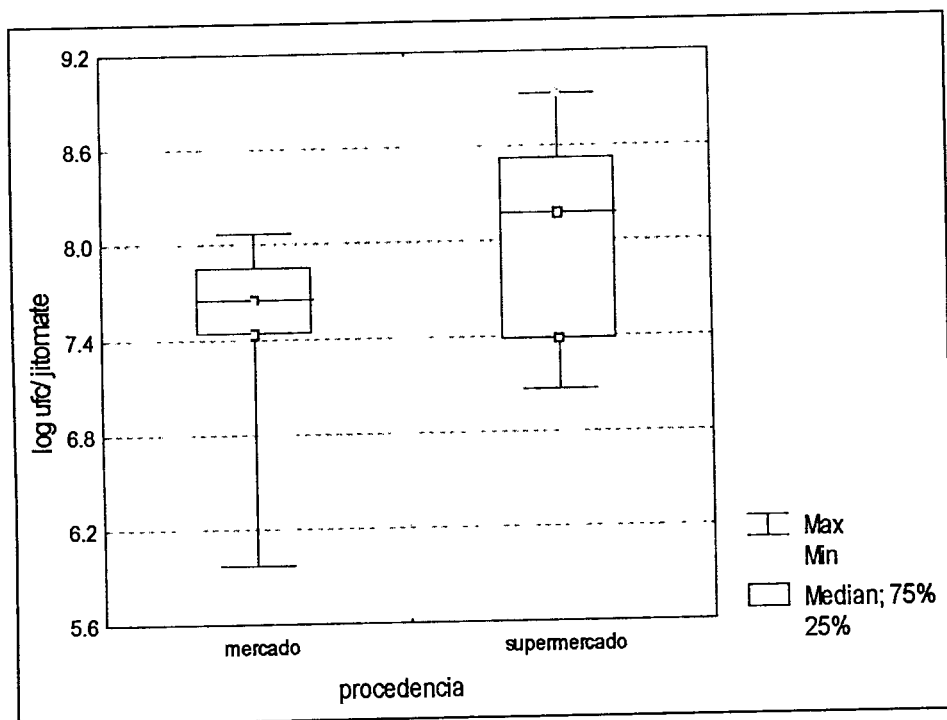 9.2
8.6
8.0
7.4
6.8
6.2
5.6
log ufc/jitomate
mercado
supermercado
procedencia
Max
Min
Median; 75%
25%